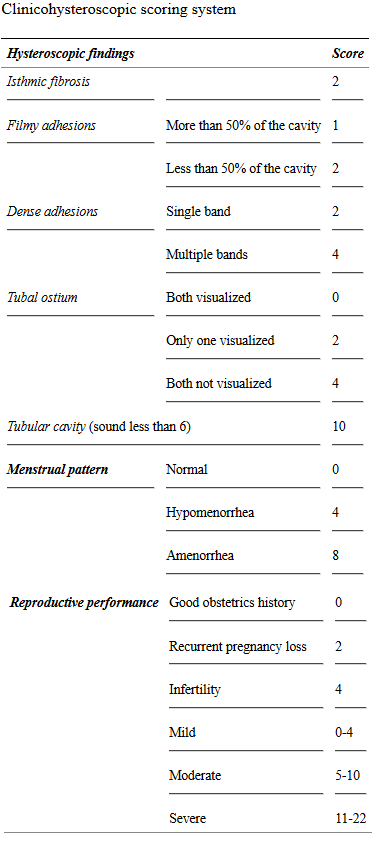 Clinicohysteroscopic scoring system
Hysteroscopic findings Score
Isthmic fibrosis 2
Filmy adhesions More than 50% of the cavity 1
Less than 50% of the cavity 2
Dense adhesions Single band 2
Multiple bands 4
Tubal ostium Both visualized 0
Only one visualized 2
Both not visualized 4
Tubular cavity (sound less than 6) 10
Menstrual pattern Normal 0
Hypomenorrhea 4
Amenorrhea 8
Reproductive performance Good obstetrics history 0
Recurrent pregnancy loss 2
Infertility 4
Mild 0-4
Moderate 5-10
Severe 11-22